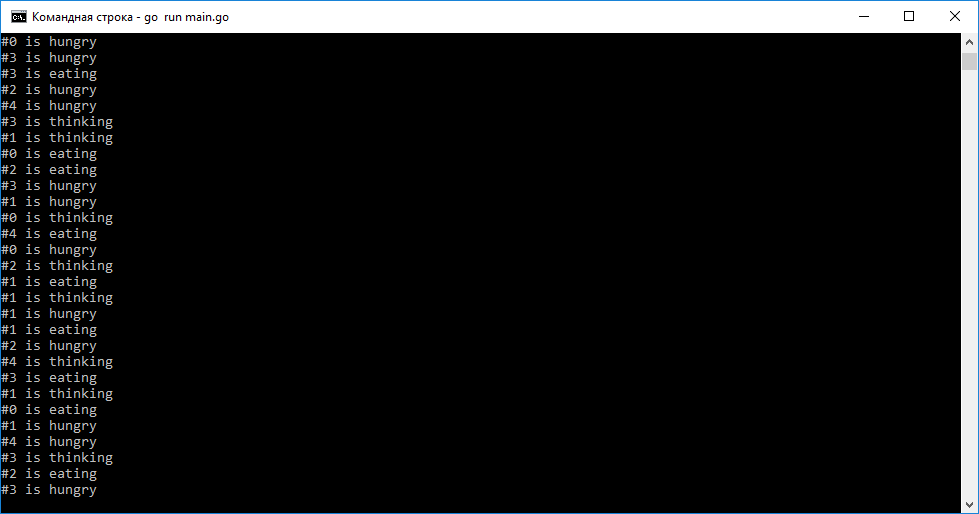 Командная строка - go  run main.go
#0 is hungry
#3 is hungry
#3 is eating
#2 is hungry
#4 is hungry
#3 is thinking
#1 is thinking
#0 is eating
#2 is eating
#3 is hungry
#1 is hungry
#0 is thinking
#4 is eating
#0 is hungry
#2 is thinking
#1 is eating
#1 is thinking
#1 is hungry
#1 is eating
#2 is hungry
#4 is thinking
#3 is eating
#1 is thinking
#0 is eating
#1 is hungry
#4 is hungry
#3 is thinking
#2 is eating
#3 is hungry